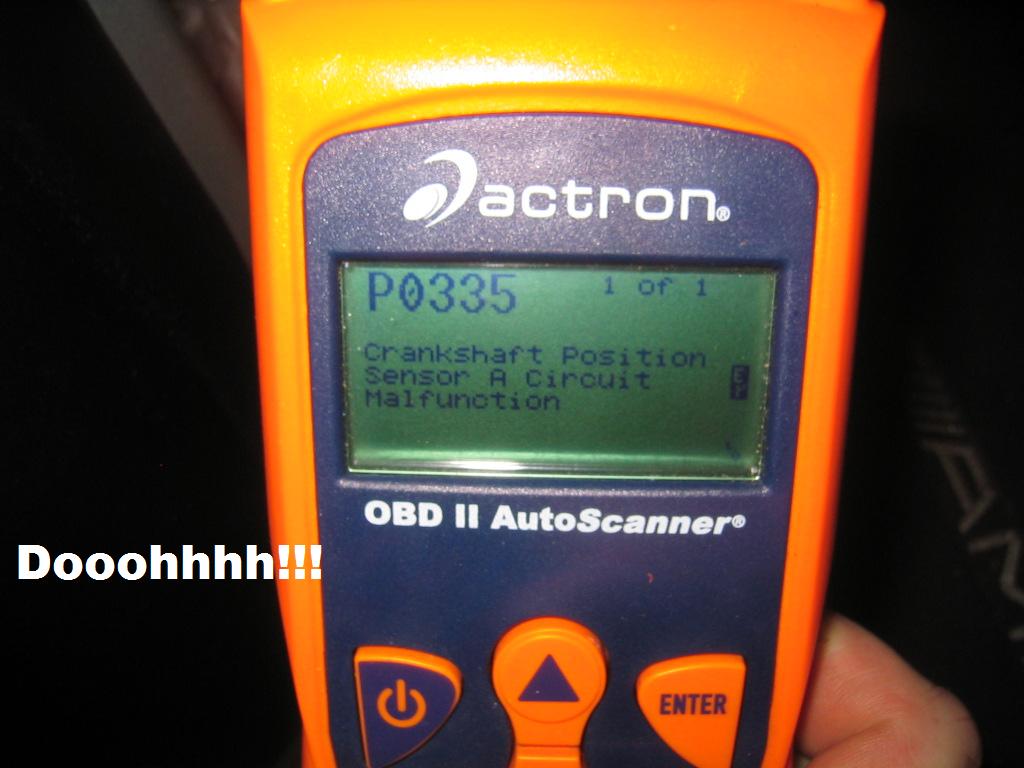 actron®
P0335 1 of 1
Crankshaft Position
Sensor A Circuit
Malfunction
OBD II AutoScanner®
Dooohhhh!!!
ENTER